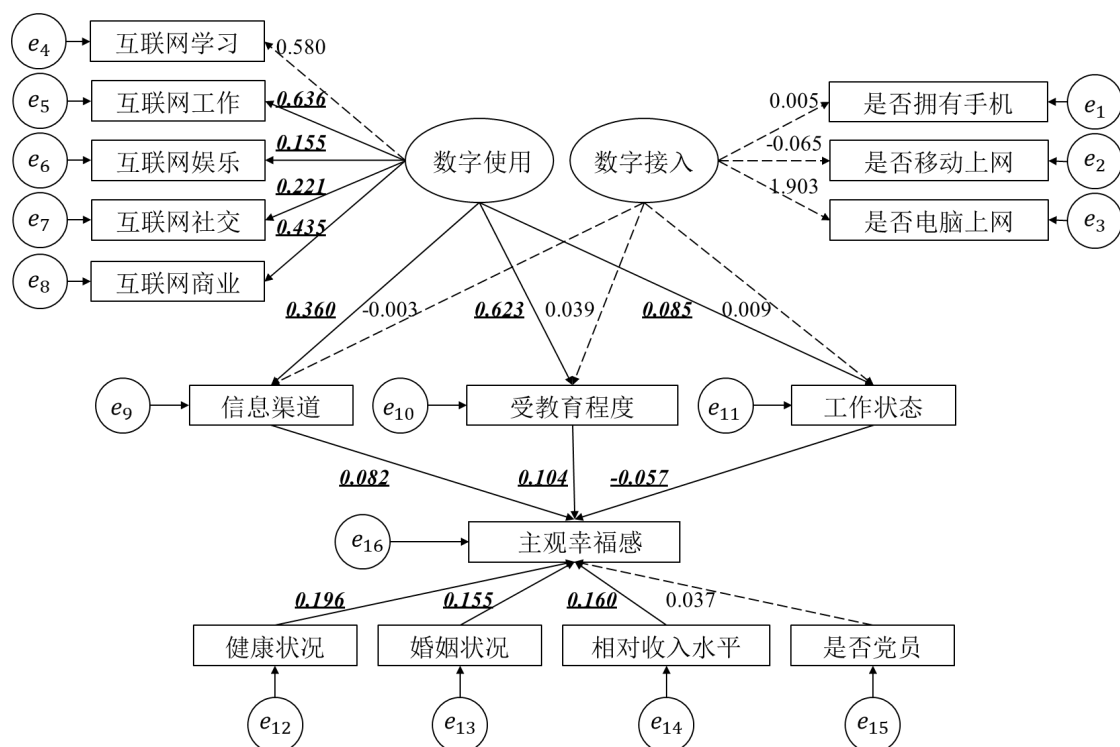 e4
互联网学习
0.580
e5
互联网工作
0.636
e6
互联网娱乐
0.155
e7
互联网社交
0.221
e8
互联网商业
0.435
数字使用
数字接入
0.005
是否拥有手机
e1
-0.065
是否移动上网
e2
1.903
是否电脑上网
e3
0.360
-0.003
0.623
0.039
0.085
0.009
e9
信息渠道
e10
受教育程度
e11
工作状态
0.082
0.104
-0.057
e16
主观幸福感
0.196
0.155
0.160
0.037
健康状况
婚姻状况
相对收入水平
是否党员
e12
e13
e14
e15